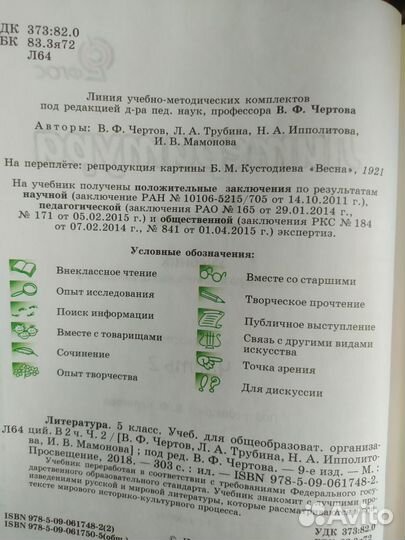 ДК 373:82.0
БК 83.3я72
Л64
ФГОС
Линия учебно-методических комплектов
под редакцией д-ра пед. наук, профессора В. Ф. Чертова
Авторы: В. Ф. Чертов, Л. А. Трубина, Н. А. Ипполитова,
И. В. Мамонова
На переплёте: репродукция картины Б. М. Кустодиева «Весна», 1921
На учебник получены положительные заключения по результатам
научной (заключение РАН № 10106-5215/705 от 14.10.2011 г.),
педагогической (заключения РАО № 165 от 29.01.2014 г.,
№ 171 от 05.02.2015 г.) и общественной (заключения РКС № 184
от 07.02.2014 г., № 841 от 01.04.2015 г.) экспертиз.
Условные обозначения:
Внеклассное чтение
Опыт исследования
Поиск информации
Вместе с товарищами
Сочинение
Опыт творчества
Вместе со старшими
Творческое прочтение
Публичное выступление
Связь с другими видами
искусства
Точка зрения
Для дискуссии
Литература. 5 класс. Учеб. для общеобразоват. организа-
Л64 ций. В 2 ч. Ч. 2 / [В. Ф. Чертов, Л. А. Трубина, Н. А. Ипполито-
ва, И. В. Мамонова] ; под ред. В. Ф. Чертова. — 9-е изд. — М. :
Просвещение, 2018. — 303 с. : ил. — ISBN 978-5-09-061748-2.
Учебник переработан в соответствии с требованиями Федерального госу-
дарственного образовательного стандарта. Учебник знакомит с лучшими про-
изведениями русской и мировой литературы, которые рассматрива
тексте мирового историко-культурного процесса.
УДК 373:82.0
ISBN 978-5-09-061748-2(2)
ISBN 978-5-09-061750-5(общ.)
Avito